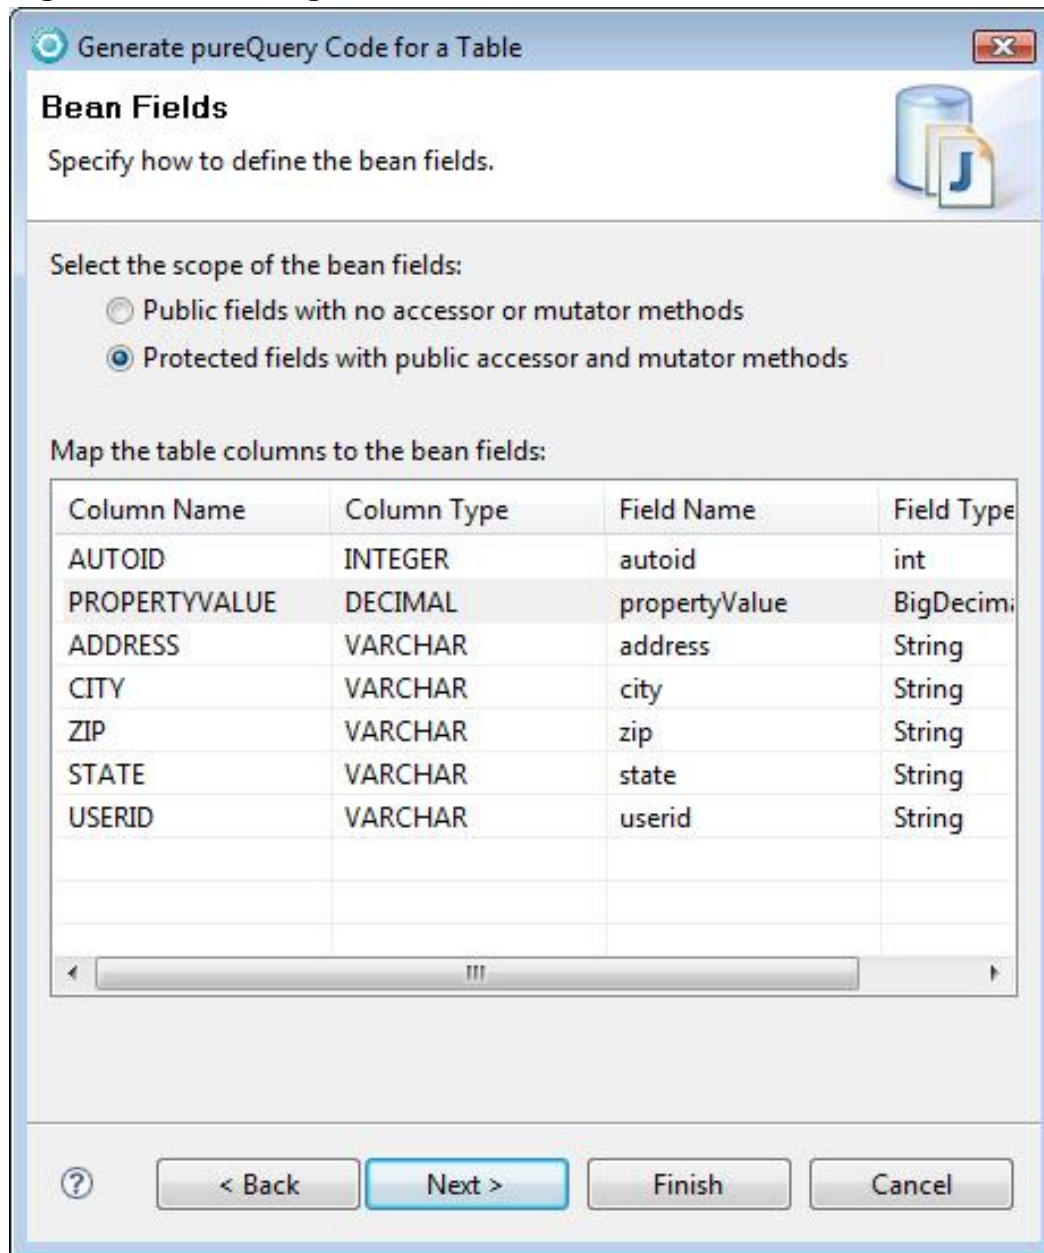 Generate pureQuery Code for a Table
Bean Fields
Specify how to define the bean fields.
J
Select the scope of the bean fields:
Public fields with no accessor or mutator methods
Protected fields with public accessor and mutator methods
Map the table columns to the bean fields:
Column Name Column Type Field Name Field Type
AUTOID INTEGER autoid int
PROPERTYVALUE DECIMAL propertyValue BigDecima
ADDRESS VARCHAR address String
CITY VARCHAR city String
ZIP VARCHAR zip String
STATE VARCHAR state String
USERID VARCHAR userid String
? < Back Next > Finish Cancel